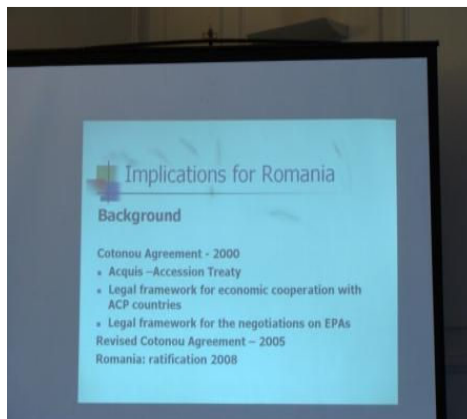 Implications for Romania
Background
Cotonou Agreement - 2000
Acquis –Accession Treaty
Legal framework for economic cooperation with
ACP countries
Legal framework for the negotiations on EPAs
Revised Cotonou Agreement – 2005
Romania: ratification 2008